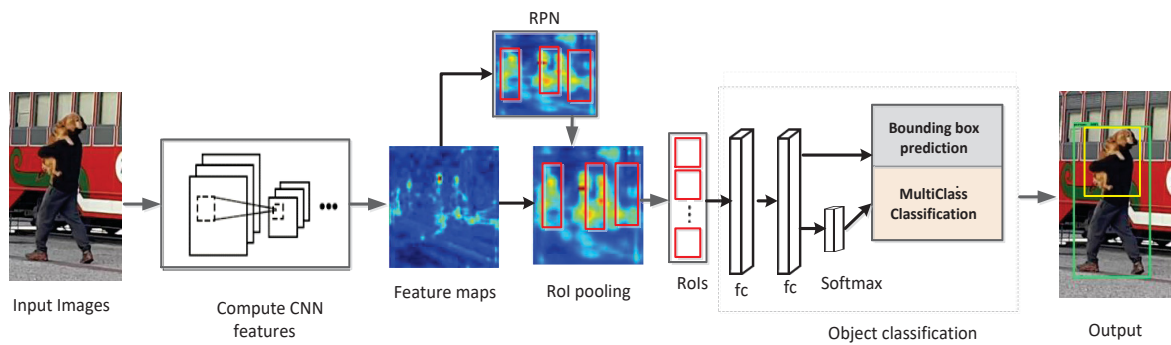 RPN
Bounding box
prediction
MultiClass
Classification
Input Images
Compute CNN
features
Feature maps
RoI pooling
RoIs
fc
fc
Softmax
Object classification
Output